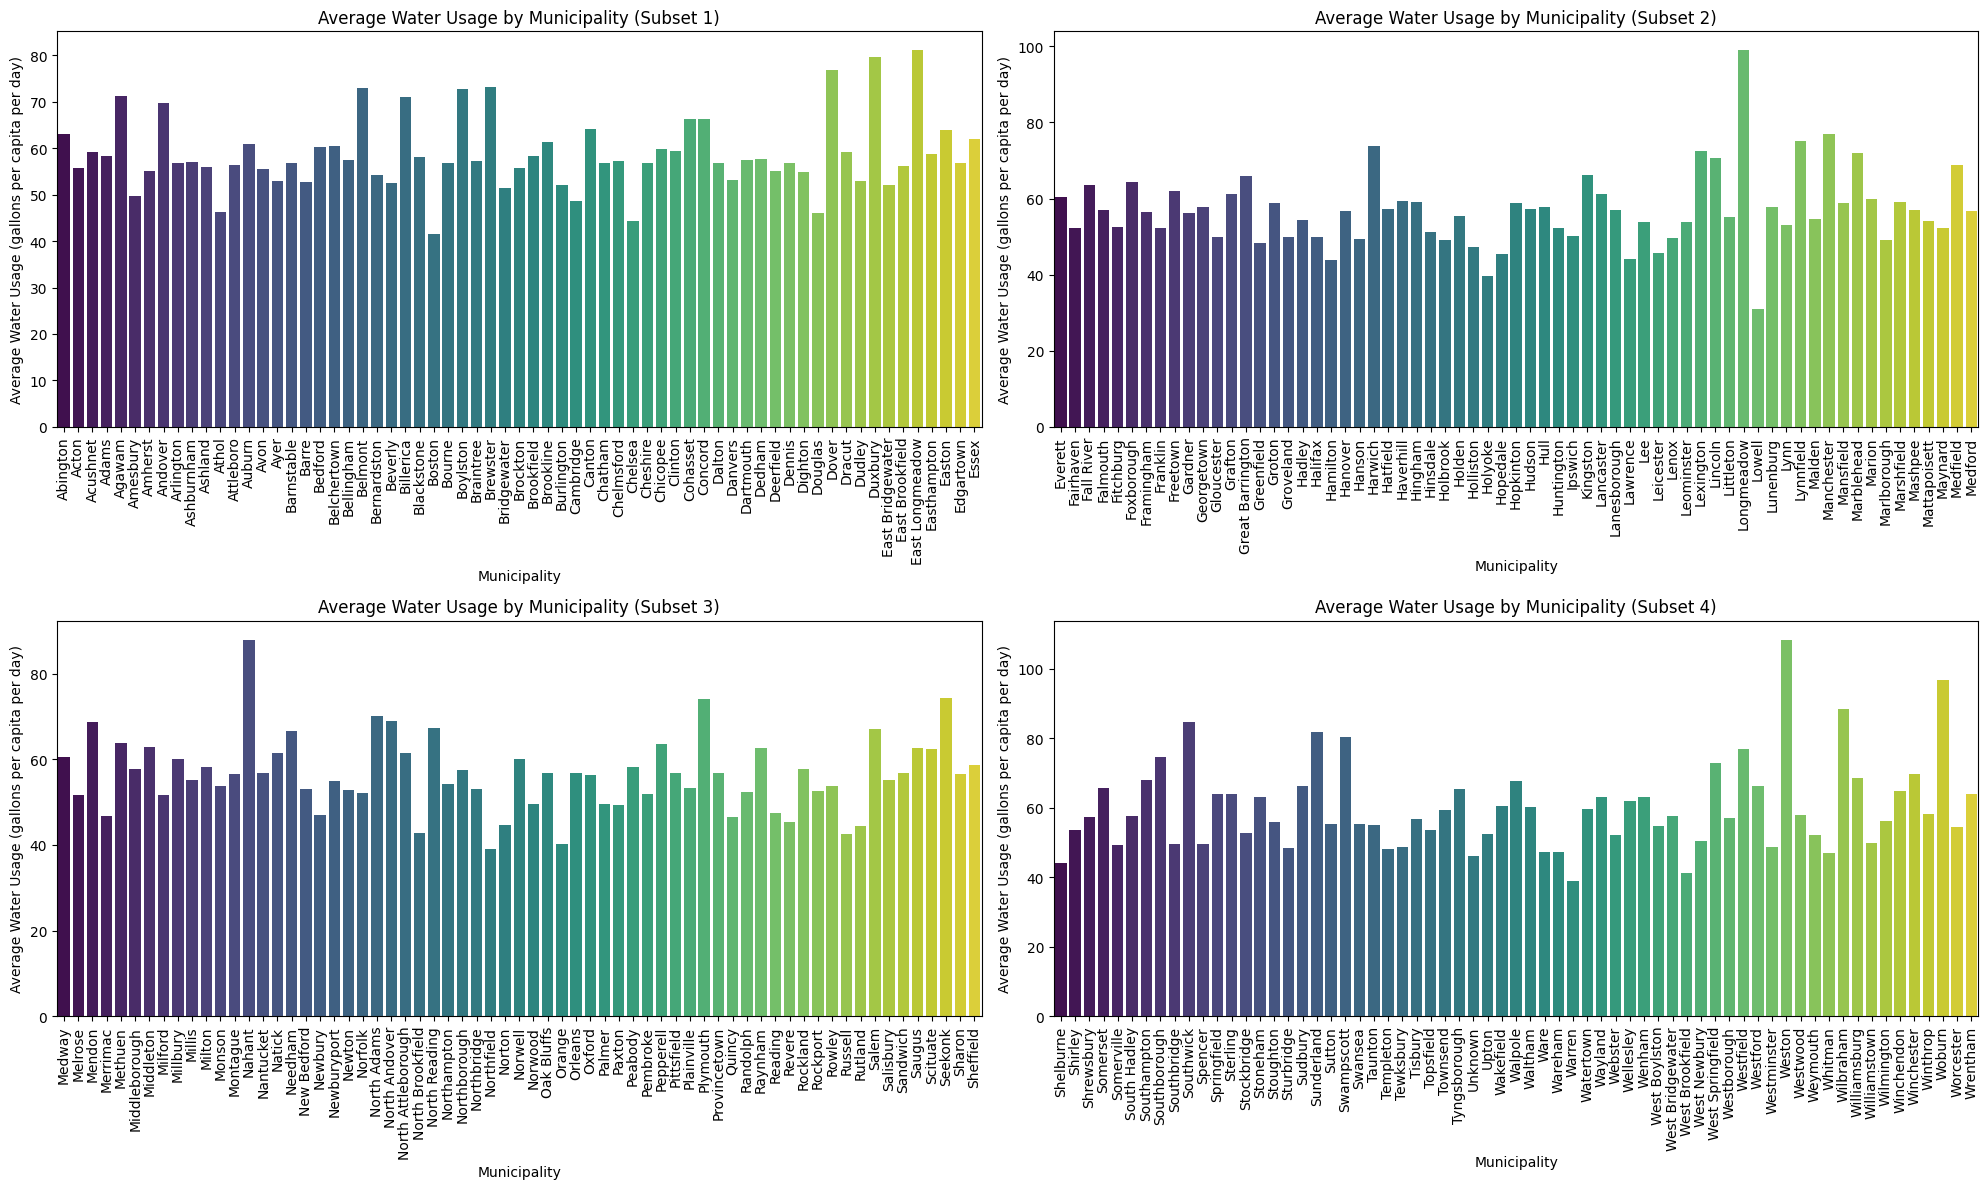 Average Water Usage by Municipality (Subset 1)
Average Water Usage (gallons per capita per day)
80
70
60
50
40
30
20
10
0
Abington
Acton
Acushnet
Adams
Agawam
Amesbury
Amherst
Andover
Arlington
Ashburnham
Ashland
Athol
Attleboro
Auburn
Avon
Ayer
Barnstable
Barre
Bedford
Belchertown
Bellingham
Belmont
Bernardston
Beverly
Billerica
Blackstone
Boston
Bourne
Boylston
Braintree
Brewster
Bridgewater
Brockton
Brookfield
Brookline
Burlington
Cambridge
Canton
Chatham
Chelmsford
Chelsea
Cheshire
Chicopee
Clinton
Cohasset
Concord
Dalton
Danvers
Dartmouth
Dedham
Deerfield
Dennis
Dighton
Douglas
Dover
Dracut
Dudley
Duxbury
East Bridgewater
East Brookfield
East Longmeadow
Easthampton
Easton
Edgartown
Essex
Municipality
Average Water Usage by Municipality (Subset 2)
Average Water Usage (gallons per capita per day)
100
80
60
40
20
0
Everett
Fairhaven
Fall River
Falmouth
Fitchburg
Foxborough
Framingham
Franklin
Freetown
Gardner
Georgetown
Gloucester
Grafton
Great Barrington
Greenfield
Groton
Groveland
Hadley
Halifax
Hamilton
Hanover
Hanson
Harwich
Hatfield
Haverhill
Hingham
Hinsdale
Holbrook
Holden
Holliston
Holyoke
Hopedale
Hopkinton
Hudson
Hull
Huntington
Ipswich
Kingston
Lancaster
Lanesborough
Lawrence
Lee
Leicester
Lenox
Leominster
Lexington
Lincoln
Littleton
Longmeadow
Lowell
Lunenburg
Lynn
Lynnfield
Malden
Manchester
Mansfield
Marblehead
Marion
Marlborough
Marshfield
Mashpee
Mattapoisett
Maynard
Medfield
Medford
Municipality
Average Water Usage by Municipality (Subset 3)
Average Water Usage (gallons per capita per day)
80
60
40
20
0
Medway
Melrose
Mendon
Merrimac
Methuen
Middleborough
Middleton
Milford
Millbury
Millis
Milton
Monson
Montague
Nahant
Nantucket
Natick
Needham
New Bedford
Newbury
Newburyport
Newton
Norfolk
North Adams
North Andover
North Attleborough
North Brookfield
North Reading
Northampton
Northborough
Northbridge
Northfield
Norton
Norwell
Norwood
Oak Bluffs
Orange
Orleans
Oxford
Palmer
Paxton
Peabody
Pembroke
Pepperell
Pittsfield
Plainville
Plymouth
Provincetown
Quincy
Randolph
Raynham
Reading
Revere
Rockland
Rockport
Rowley
Russell
Rutland
Salem
Salisbury
Sandwich
Saugus
Scituate
Seekonk
Sharon
Sheffield
Municipality
Average Water Usage by Municipality (Subset 4)
Average Water Usage (gallons per capita per day)
100
80
60
40
20
0
Shelburne
Shirley
Shrewsbury
Somerset
Somerville
South Hadley
Southampton
Southborough
Southbridge
Southwick
Spencer
Springfield
Sterling
Stockbridge
Stoneham
Stoughton
Sturbridge
Sudbury
Sunderland
Sutton
Swampscott
Swansea
Taunton
Templeton
Tewksbury
Tisbury
Topsfield
Townsend
Tyngsborough
Unknown
Upton
Wakefield
Walpole
Waltham
Ware
Wareham
Warren
Watertown
Wayland
Webster
Wellesley
Wenham
West Boylston
West Bridgewater
West Brookfield
West Newbury
West Springfield
Westborough
Westfield
Westford
Westminster
Weston
Westwood
Weymouth
Whitman
Wilbraham
Williamsburg
Williamstown
Wilmington
Winchendon
Winchester
Winthrop
Woburn
Worcester
Wrentham
Municipality